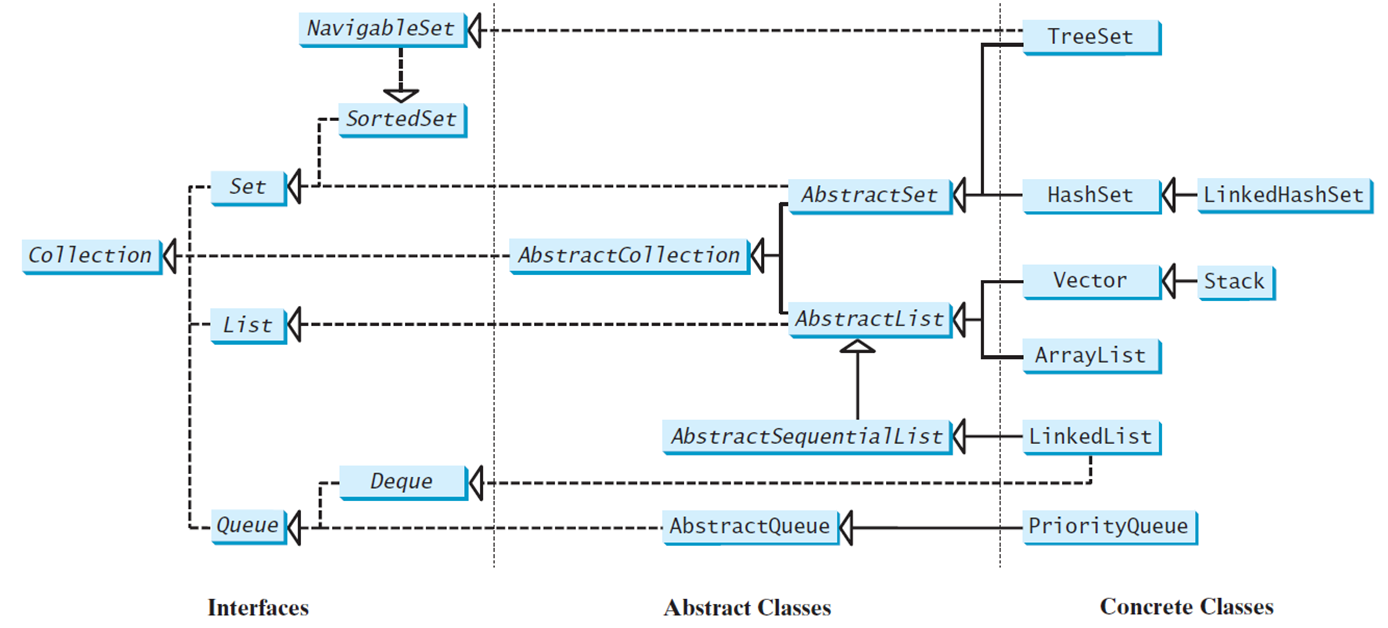 NavigableSet
TreeSet
SortedSet
Set
AbstractSet
HashSet
LinkedHashSet
Collection
AbstractCollection
Vector
Stack
List
AbstractList
ArrayList
AbstractSequentialList
LinkedList
Deque
Queue
AbstractQueue
PriorityQueue
Interfaces
Abstract Classes
Concrete Classes